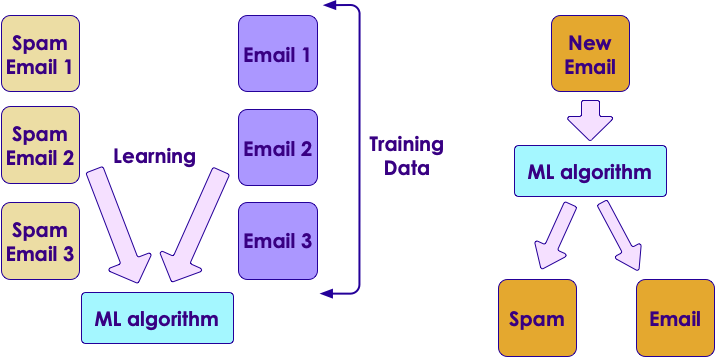 Spam
Email 1
Spam
Email 2
Spam
Email 3
Learning
Email 1
Email 2
Email 3
Training
Data
ML algorithm
New
Email
ML algorithm
Spam
Email